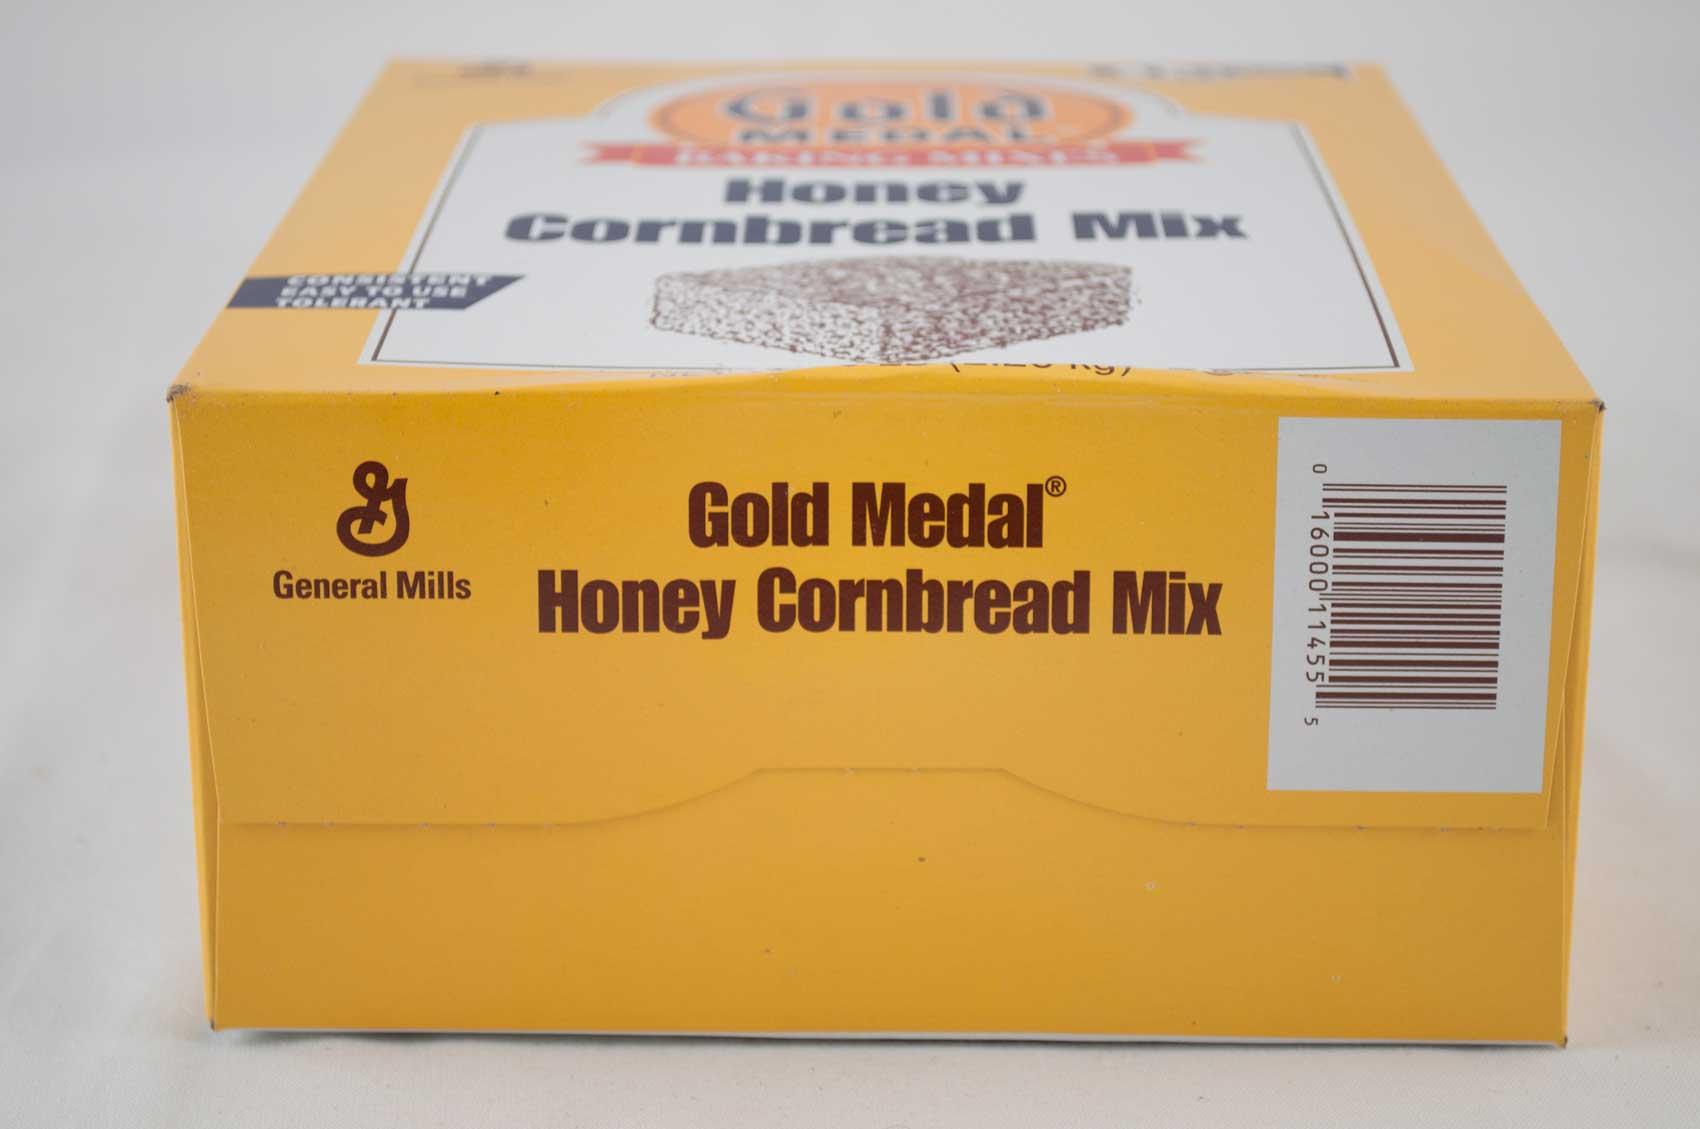 Gold
MEDAL
BAKING MIXES
Honey
Cornbread Mix
CONSISTENT
EASY TO USE
TOLERANT
kg)
General Mills
Gold Medal®
Honey Cornbread Mix
0 16000 11455 5